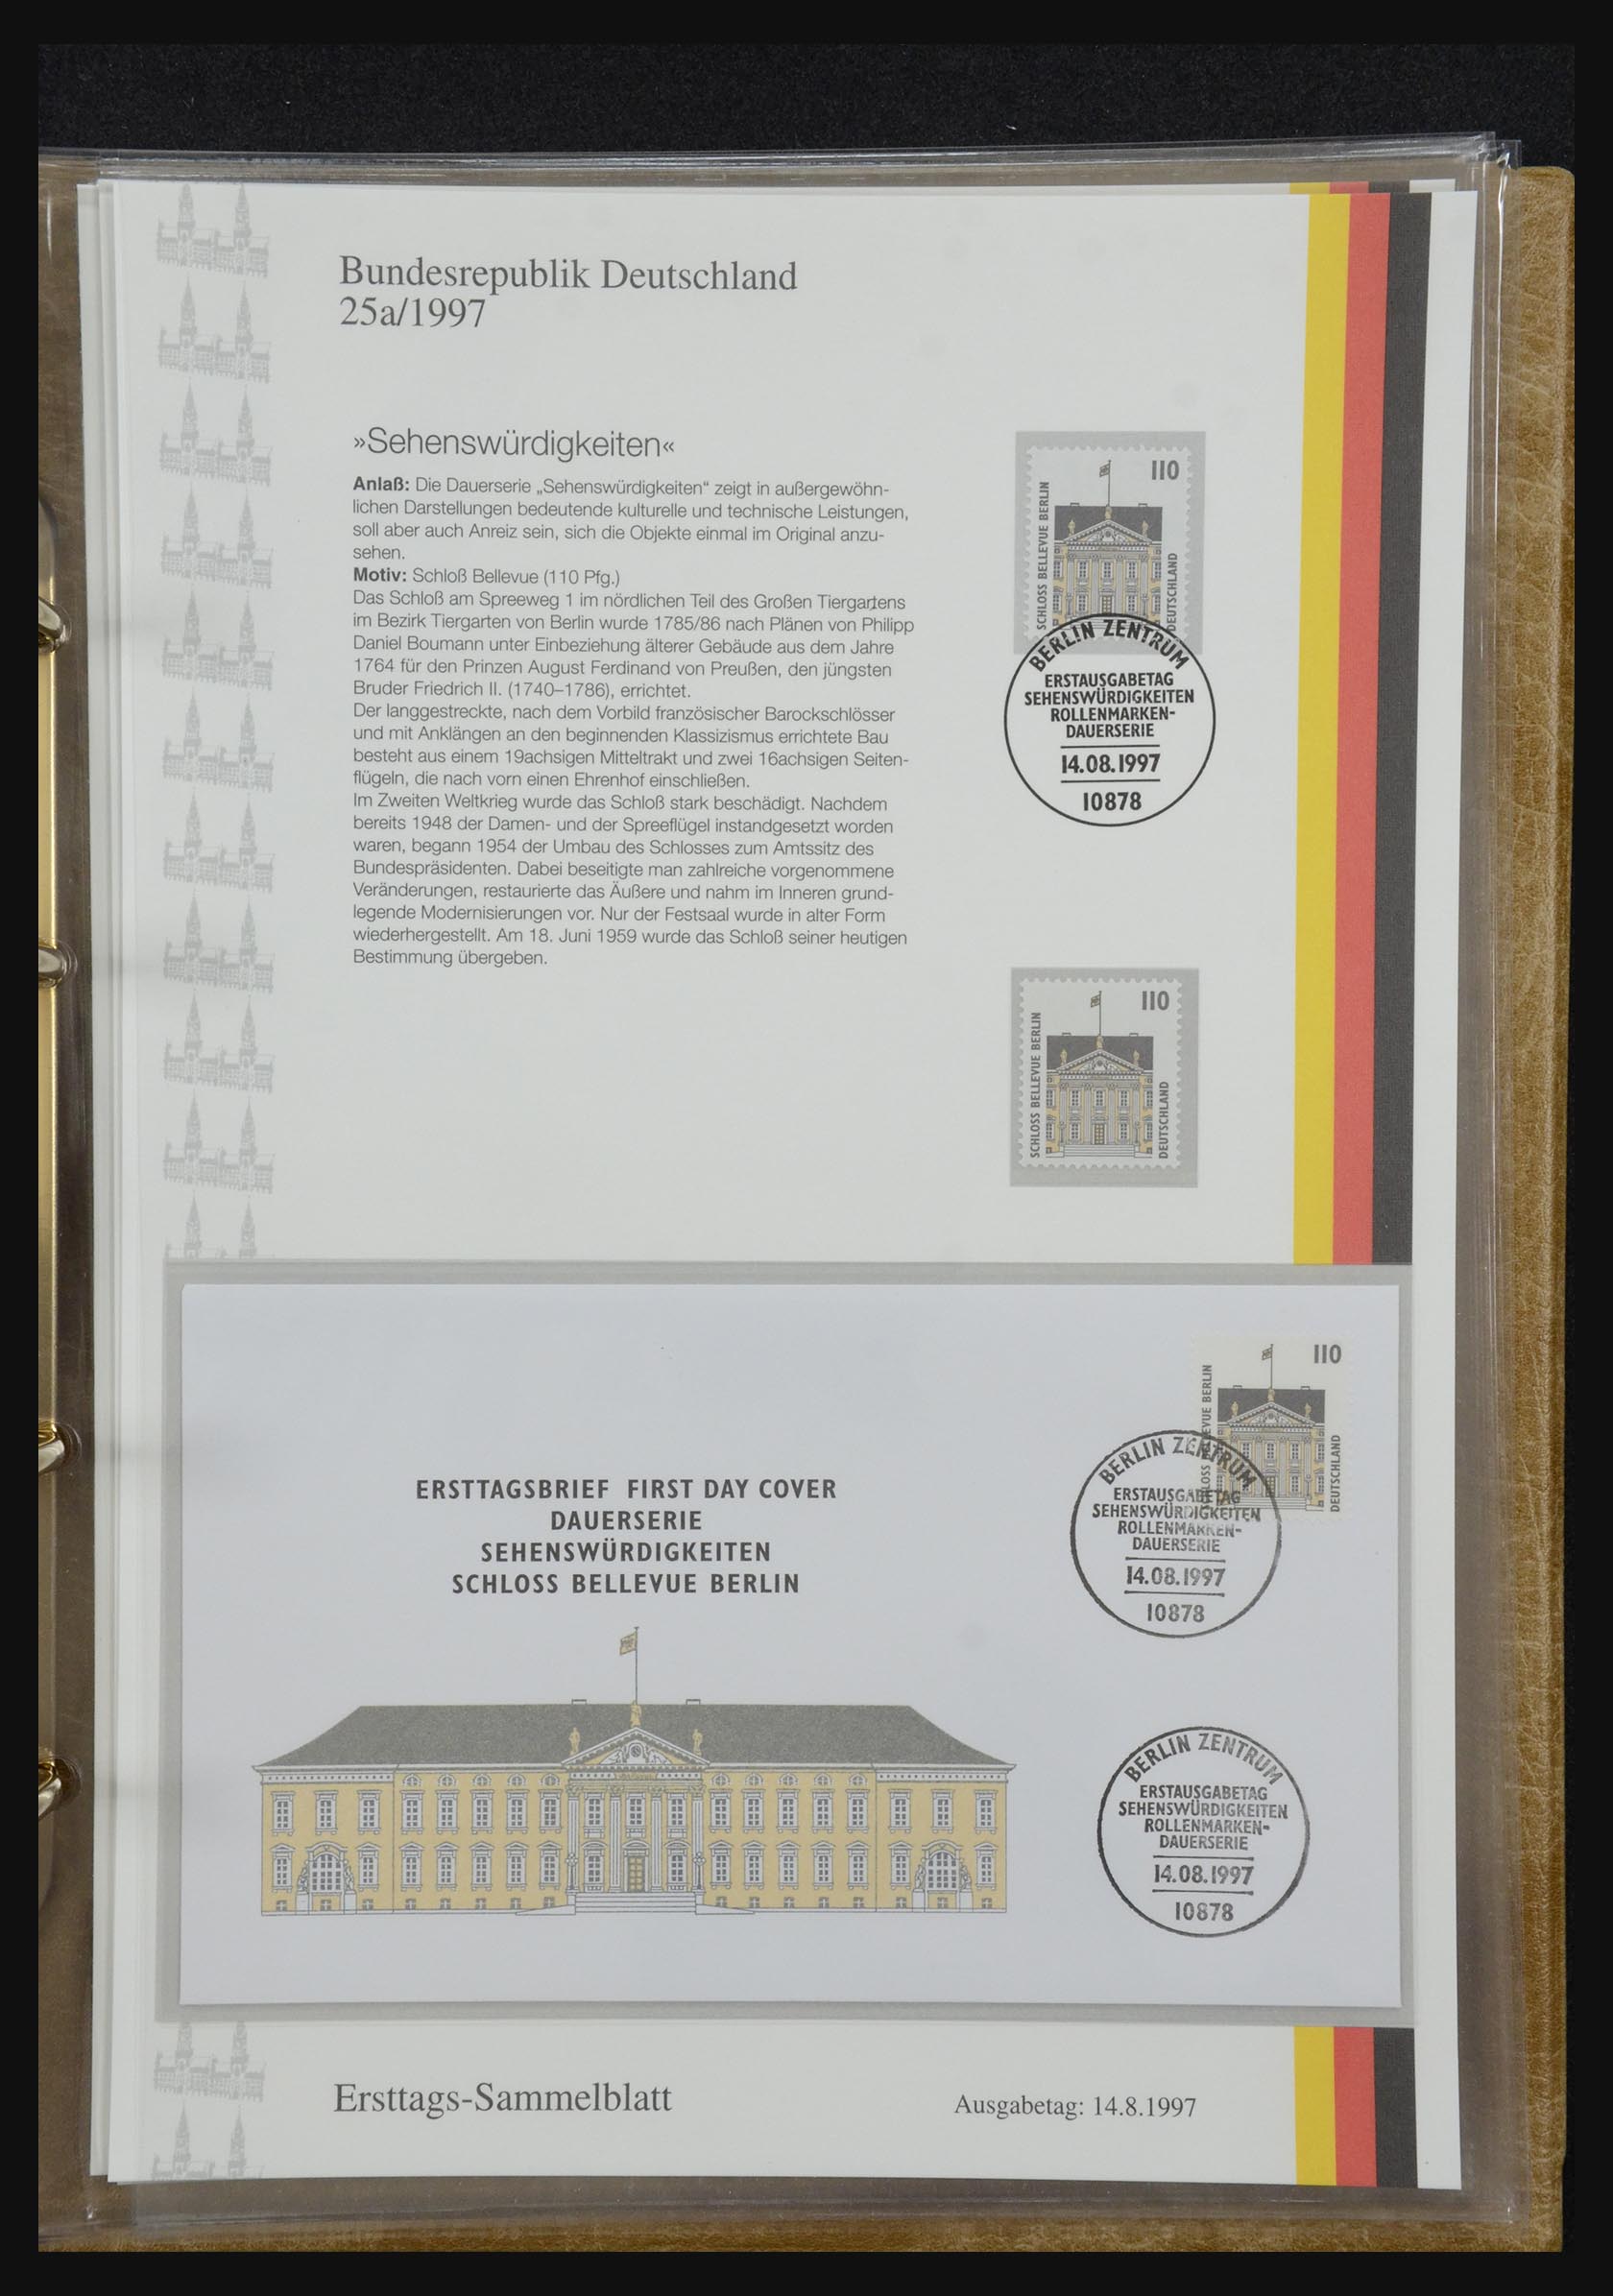 Bundesrepublik Deutschland
25a/1997
»Sehenswürdigkeiten«
Anlaß: Die Dauerserie „Sehenswürdigkeiten“ zeigt in außergewöhn-
lichen Darstellungen bedeutende kulturelle und technische Leistungen,
soll aber auch Anreiz sein, sich die Objekte einmal im Original anzu-
sehen.
Motiv: Schloß Bellevue (110 Pfg.)
Das Schloß am Spreeweg 1 im nördlichen Teil des Großen Tiergartens
im Bezirk Tiergarten von Berlin wurde 1785/86 nach Plänen von Philipp
Daniel Boumann unter Einbeziehung älterer Gebäude aus dem Jahre
1764 für den Prinzen August Ferdinand von Preußen, den jüngsten
Bruder Friedrich II. (1740–1786), errichtet.
Der langgestreckte, nach dem Vorbild französischer Barockschlösser
und mit Anklängen an den beginnenden Klassizismus errichtete Bau
besteht aus einem 19achsigen Mitteltrakt und zwei 16achsigen Seiten-
flügeln, die nach vorn einen Ehrenhof einschließen.
Im Zweiten Weltkrieg wurde das Schloß stark beschädigt. Nachdem
bereits 1948 der Damen- und der Spreeflügel instandgesetzt worden
waren, begann 1954 der Umbau des Schlosses zum Amtssitz des
Bundespräsidenten. Dabei beseitigte man zahlreiche vorgenommene
Veränderungen, restaurierte das Äußere und nahm im Inneren grund-
legende Modernisierungen vor. Nur der Festsaal wurde in alter Form
wiederhergestellt. Am 18. Juni 1959 wurde das Schloß seiner heutigen
Bestimmung übergeben.
110
SCHLOSS BELLEVUE BERLIN
DEUTSCHLAND
BERLIN ZENTRUM
ERSTAUSGABETAG
SEHENSWÜRDIGKEITEN
ROLLENMARKEN-
DAUERSERIE
14.08.1997
10878
110
SCHLOSS BELLEVUE BERLIN
DEUTSCHLAND
ERSTTAGSBRIEF FIRST DAY COVER
DAUERSERIE
SEHENSWÜRDIGKEITEN
SCHLOSS BELLEVUE BERLIN
110
SCHLOSS BELLEVUE BERLIN
DEUTSCHLAND
BERLIN ZENTRUM
ERSTAUSGABETAG
SEHENSWÜRDIGKEITEN
ROLLENMARKEN-
DAUERSERIE
14.08.1997
10878
BERLIN ZENTRUM
ERSTAUSGABETAG
SEHENSWÜRDIGKEITEN
ROLLENMARKEN-
DAUERSERIE
14.08.1997
10878
Ersttags-Sammelblatt
Ausgabetag: 14.8.1997